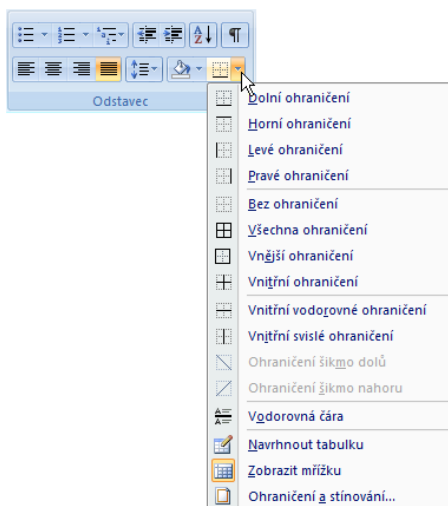 Odstavec
Dolní ohraničení
Horní ohraničení
Levé ohraničení
Pravé ohraničení
Bez ohraničení
Všechna ohraničení
Vnější ohraničení
Vnitřní ohraničení
Vnitřní vodorovné ohraničení
Vnitřní svislé ohraničení
Ohraničení šikmo dolů
Ohraničení šikmo nahoru
Vodorovná čára
Navrhnout tabulku
Zobrazit mřížku
Ohraničení a stínování...